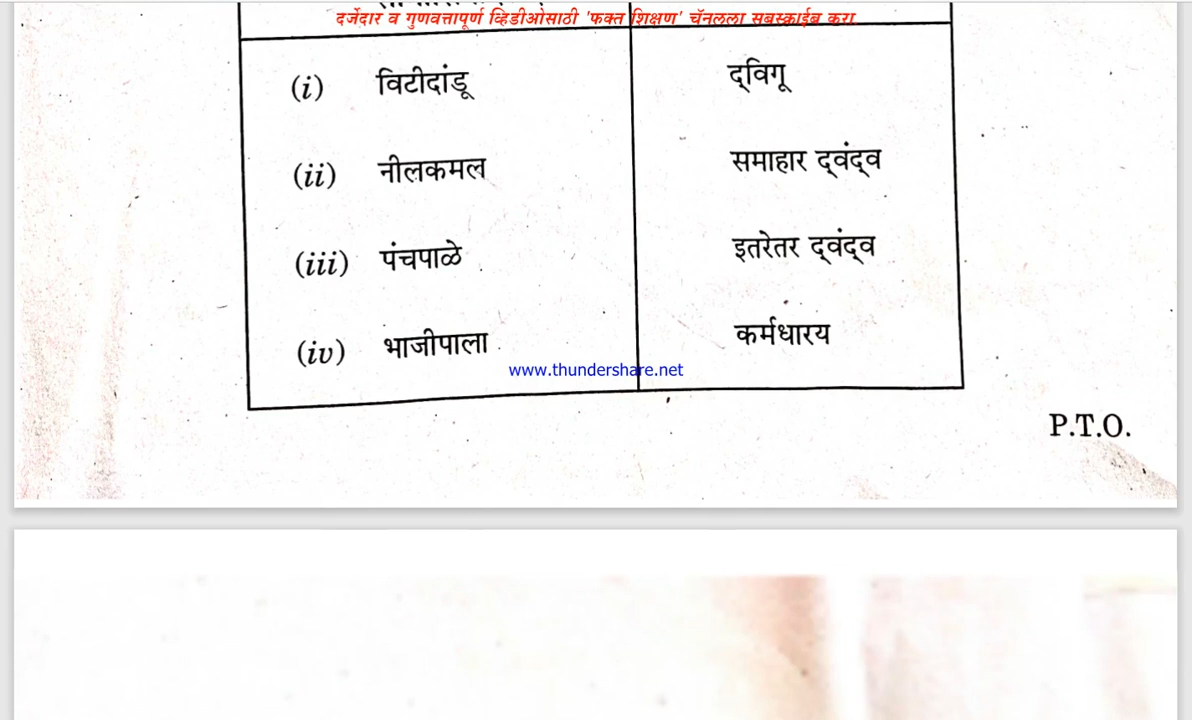 दर्जेदार व गुणवत्तापूर्ण व्हिडीओसाठी 'फक्त शिक्षण' चॅनलला सबस्क्राईब करा
(i) विटीदांडू द्विगू
(ii) नीलकमल समाहार द्वंद्व
(iii) पंचपाळे इतरेतर द्वंद्व
(iv) भाजीपाला कर्मधारय
www.thundershare.net
P.T.O.